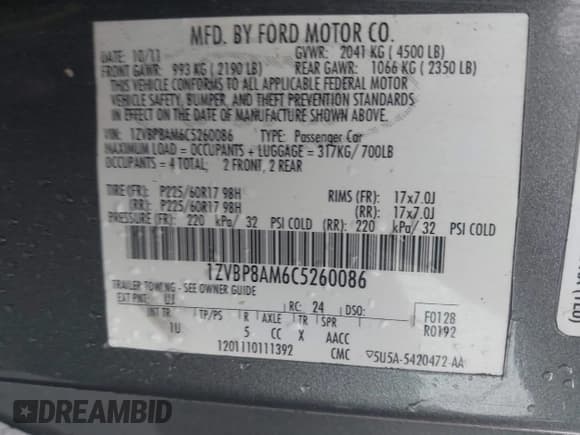 MFD. BY FORD MOTOR CO.
DATE: 10/11 GVWR: 2041 KG ( 4500 LB)
FRONT GAWR: 993 KG ( 2190 LB) REAR GAWR: 1066 KG ( 2350 LB)
THIS VEHICLE CONFORMS TO ALL APPLICABLE FEDERAL MOTOR
VEHICLE SAFETY, BUMPER, AND THEFT PREVENTION STANDARDS
IN EFFECT ON THE DATE OF MANUFACTURE SHOWN ABOVE.
VIN: 1ZVBP8AM6C5260086 TYPE: Passenger Car
MAXIMUM LOAD = OCCUPANTS + LUGGAGE = 317KG/700LB
OCCUPANTS = 4 TOTAL; 2 FRONT, 2 REAR
TIRE (FR): P225/60R17 98H RIMS (FR): 17x7.0J
(RR): P225/60R17 98H (RR): 17x7.0J
PRESSURE (FR): 220 kPa/ 32 PSI COLD (RR): 220 kPa/ 32 PSI COLD
1ZVBP8AM6C5260086
TRAILER TOWING - SEE OWNER GUIDE
EXT PNT: UJ RC: 24 DSO: F0128
INT TR TP/PS R AXLE TR SPR R0192
1U 5 CC X AACC
1201110111392 CMC ▽5U5A-5420472-AA
DREAMBID